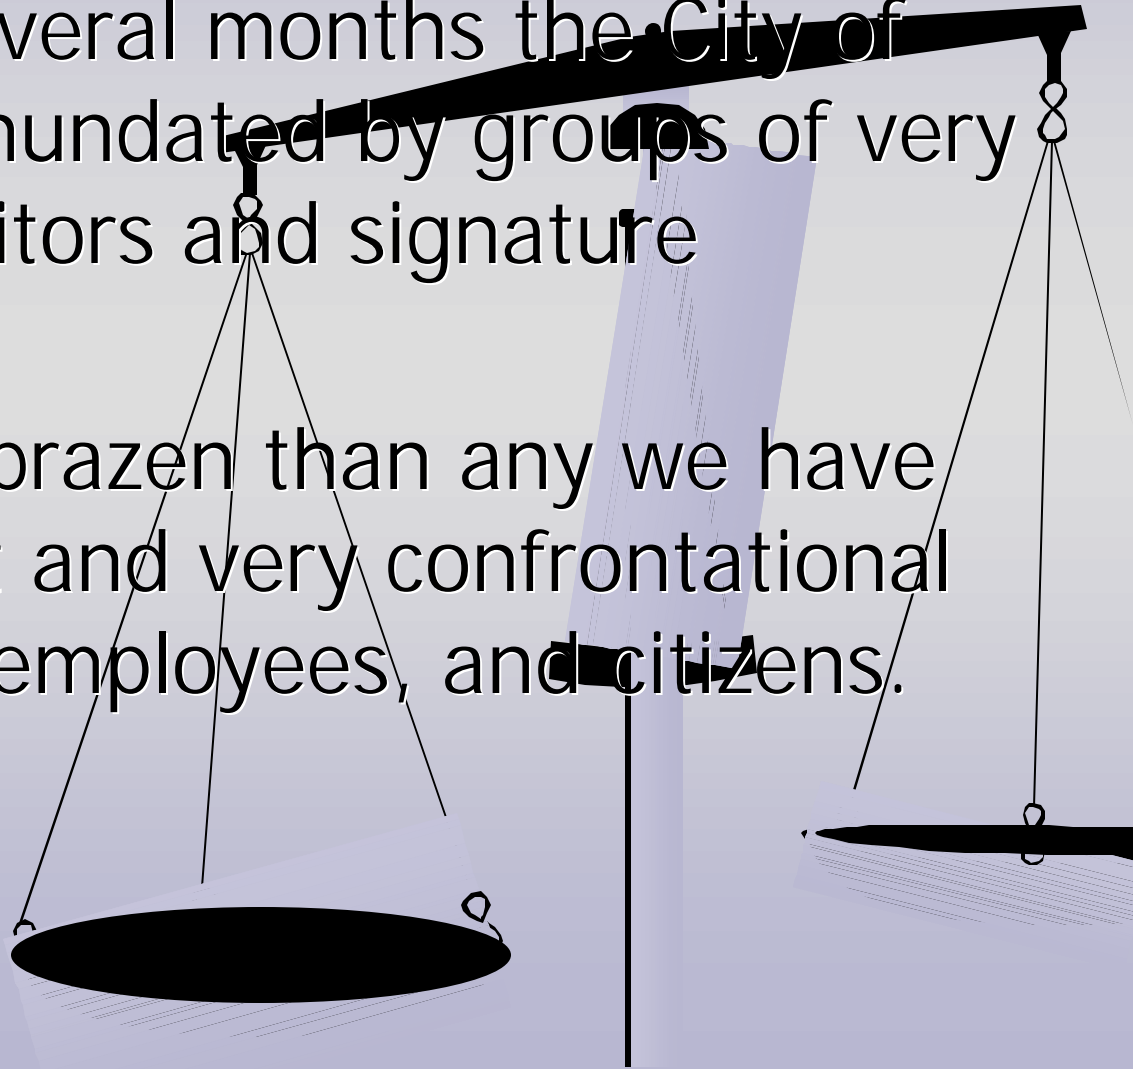 veral months the City of
nundated by groups of very
itors and signature
brazen than any we have
and very confrontational
employees, and citizens.